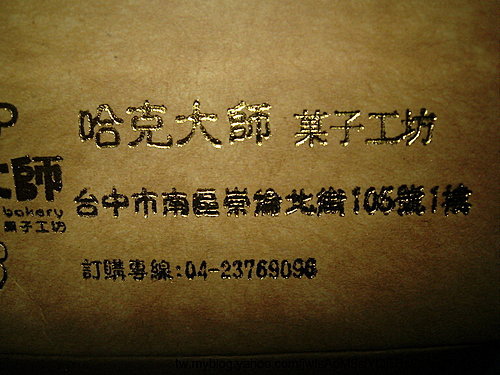 哈克大師 菓子工坊
大師
bakery
菓子工坊
台中市南區崇倫北街105號1樓
訂購專線:04-23769096